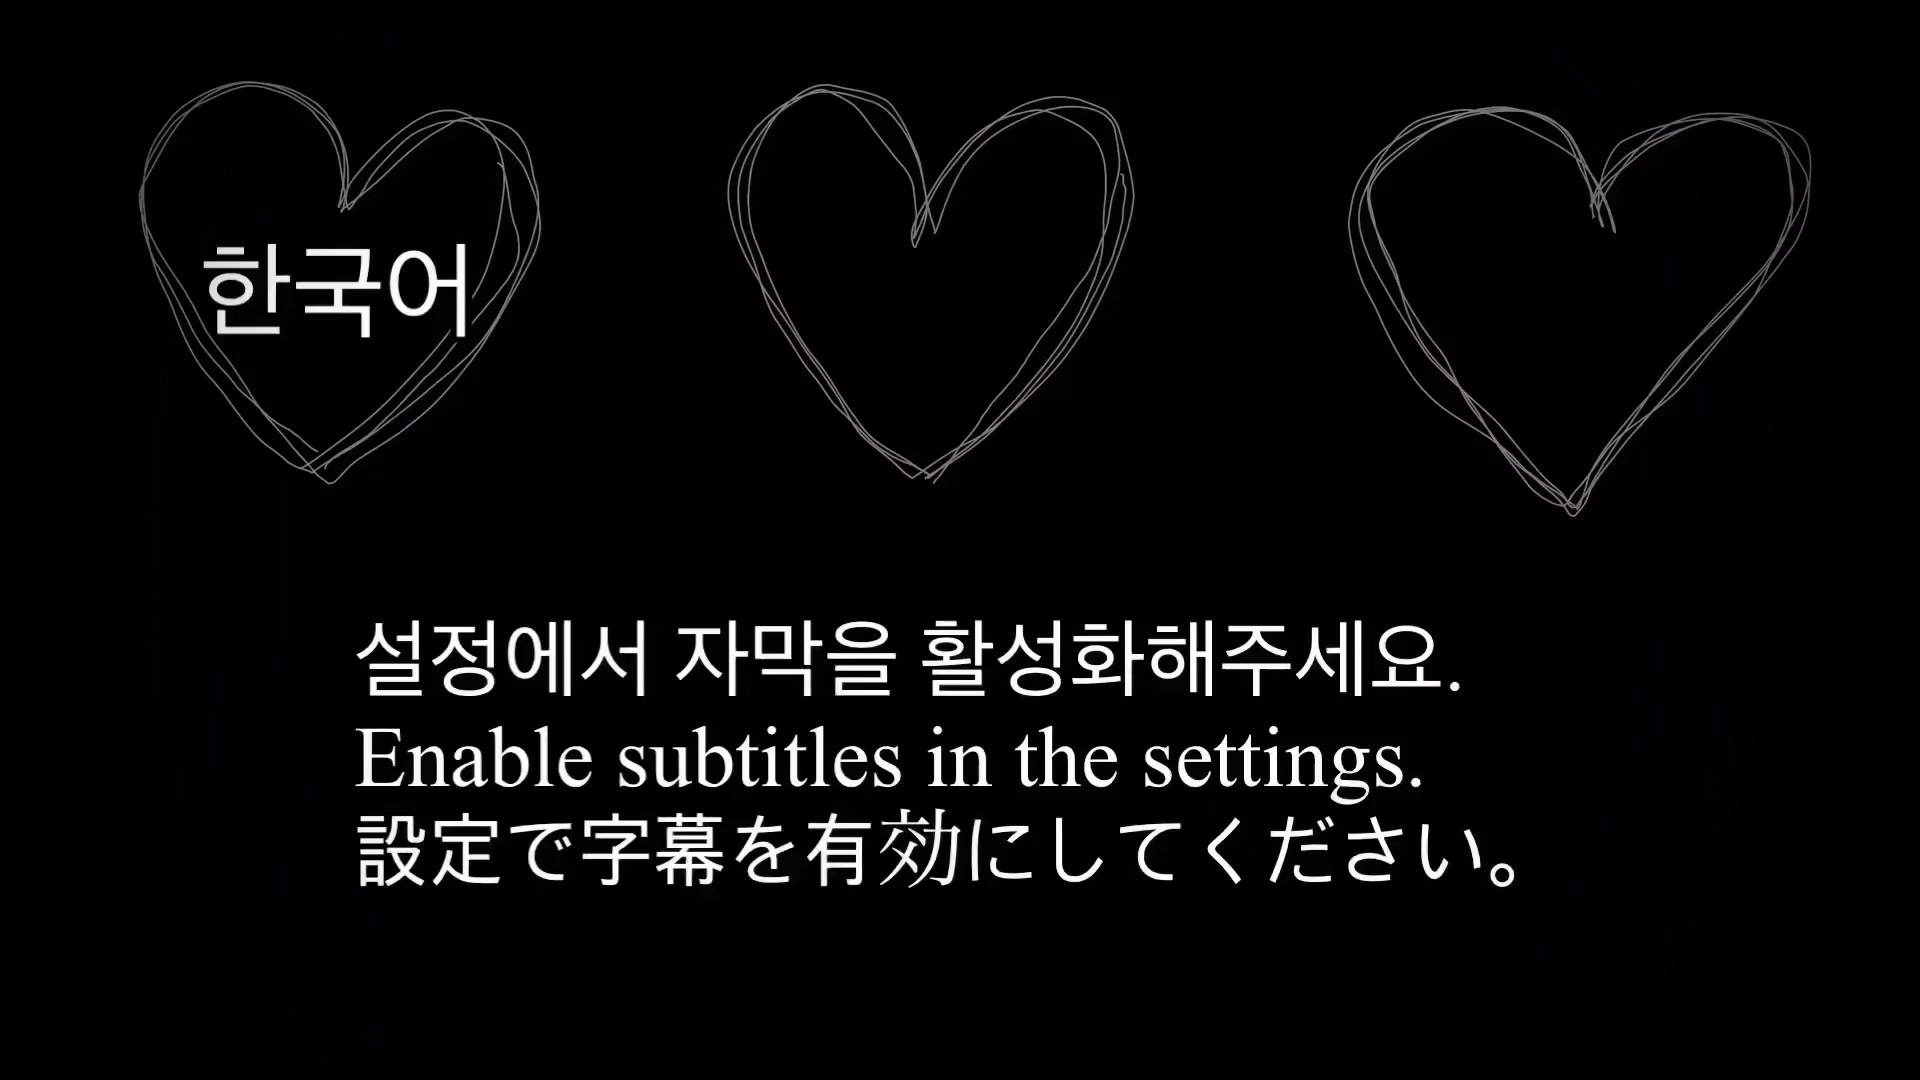 한국어
설정에서 자막을 활성화해주세요.
Enable subtitles in the settings.
設定で字幕を有効にしてください。